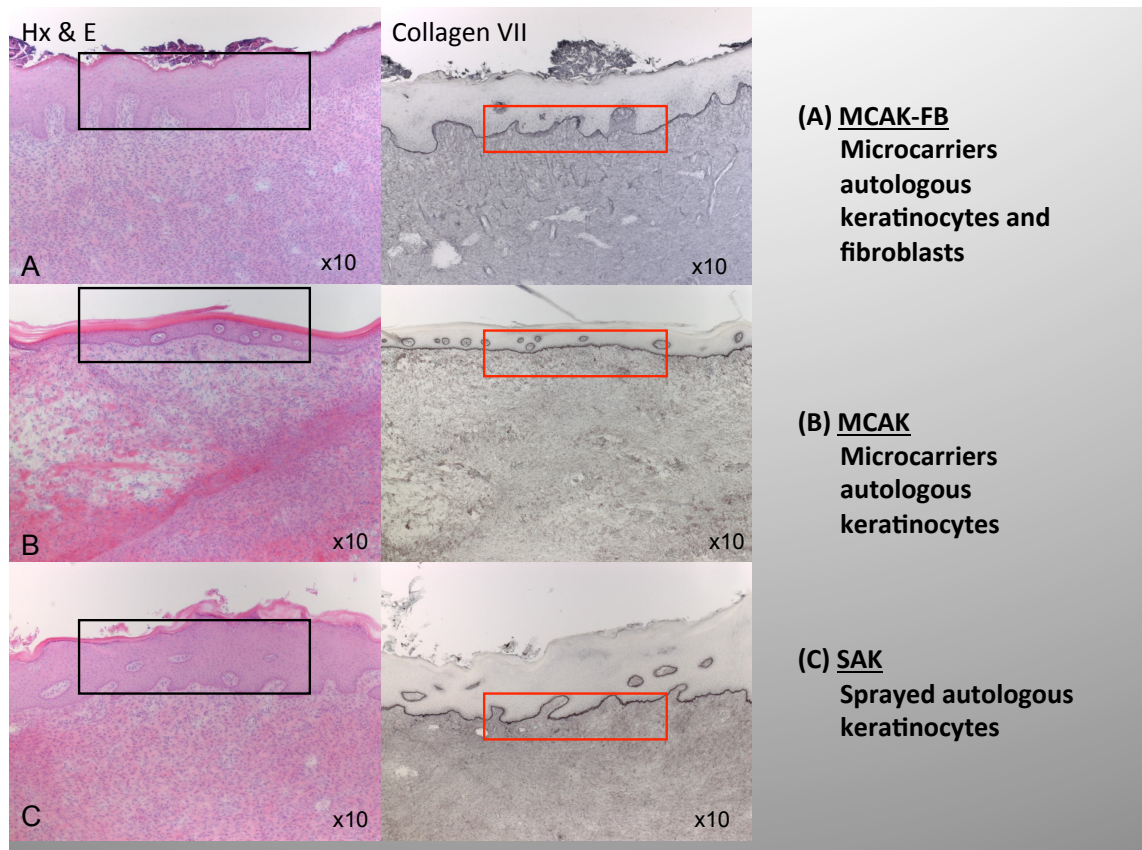 Hx & E
Collagen VII
A
x10
x10
(A) MCAK-FB
Microcarriers
autologous
keratinocytes and
fibroblasts
B
x10
x10
(B) MCAK
Microcarriers
autologous
keratinocytes
C
x10
x10
(C) SAK
Sprayed autologous
keratinocytes